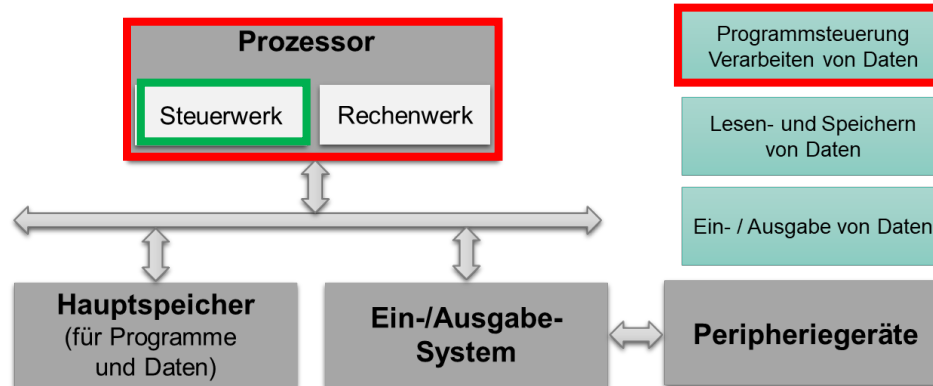 Prozessor
Steuerwerk
Rechenwerk
Programmsteuerung
Verarbeiten von Daten
Lesen- und Speichern
von Daten
Ein- / Ausgabe von Daten
Hauptspeicher
(für Programme
und Daten)
Ein-/Ausgabe-
System
Peripheriegeräte